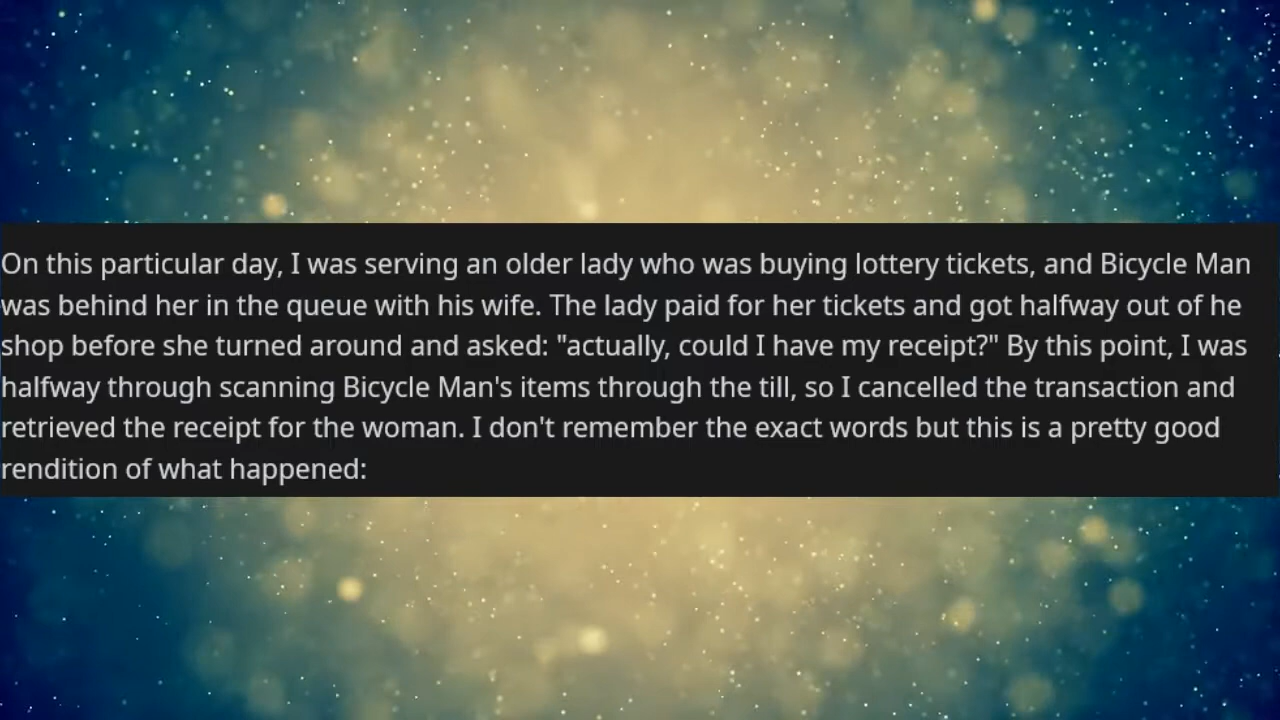 On this particular day, I was serving an older lady who was buying lottery tickets, and Bicycle Man
was behind her in the queue with his wife. The lady paid for her tickets and got halfway out of he
shop before she turned around and asked: "actually, could I have my receipt?" By this point, I was
halfway through scanning Bicycle Man's items through the till, so I cancelled the transaction and
retrieved the receipt for the woman. I don't remember the exact words but this is a pretty good
rendition of what happened: